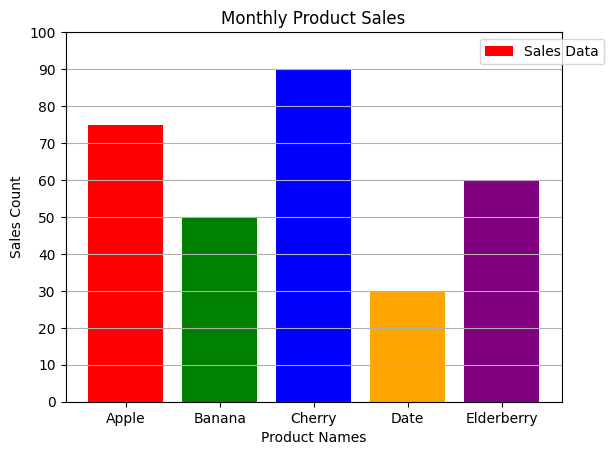 Monthly Product Sales
Sales Data
Sales Count
100
90
80
70
60
50
40
30
20
10
0
Apple Banana Cherry Date Elderberry
Product Names